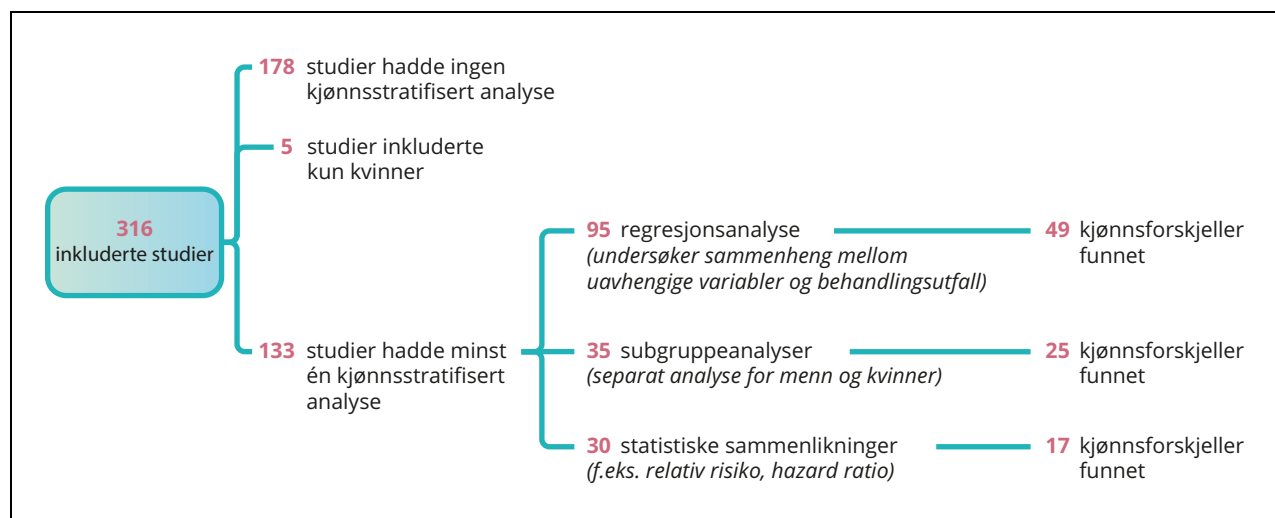 178 studier hadde ingen
kjønnsstratifisert analyse
5 studier inkluderte
kun kvinner
316
inkluderte studier
133 studier hadde minst
én kjønnsstratifisert
analyse
95 regresjonsanalyse
(undersøker sammenheng mellom
uavhengige variabler og behandlingsutfall)
49 kjønnsforskjeller
funnet
35 subgruppeanalyser
(separat analyse for menn og kvinner)
25 kjønnsforskjeller
funnet
30 statistiske sammenlikninger
(f.eks. relativ risiko, hazard ratio)
17 kjønnsforskjeller
funnet